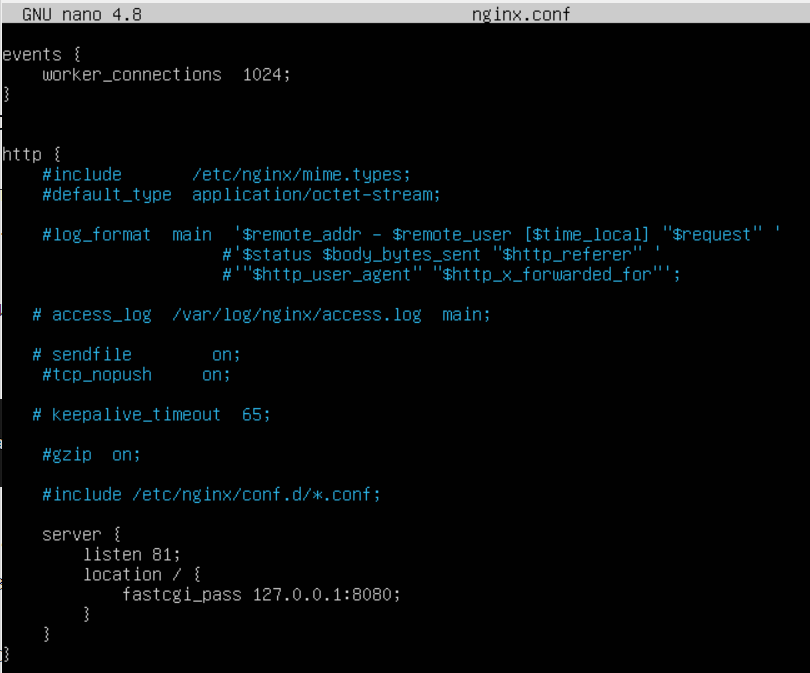 GNU nano 4.8 nginx.conf
events {
    worker_connections  1024;
}
http {
    #include       /etc/nginx/mime.types;
    #default_type  application/octet-stream;
    #log_format  main  '$remote_addr - $remote_user [$time_local] "$request" '
                      #'$status $body_bytes_sent "$http_referer" '
                      #'"$http_user_agent" "$http_x_forwarded_for"';
   # access_log  /var/log/nginx/access.log  main;
   # sendfile        on;
    #tcp_nopush     on;
   # keepalive_timeout  65;
    #gzip  on;
    #include /etc/nginx/conf.d/*.conf;
    server {
        listen 81;
        location / {
            fastcgi_pass 127.0.0.1:8080;
        }
    }
}